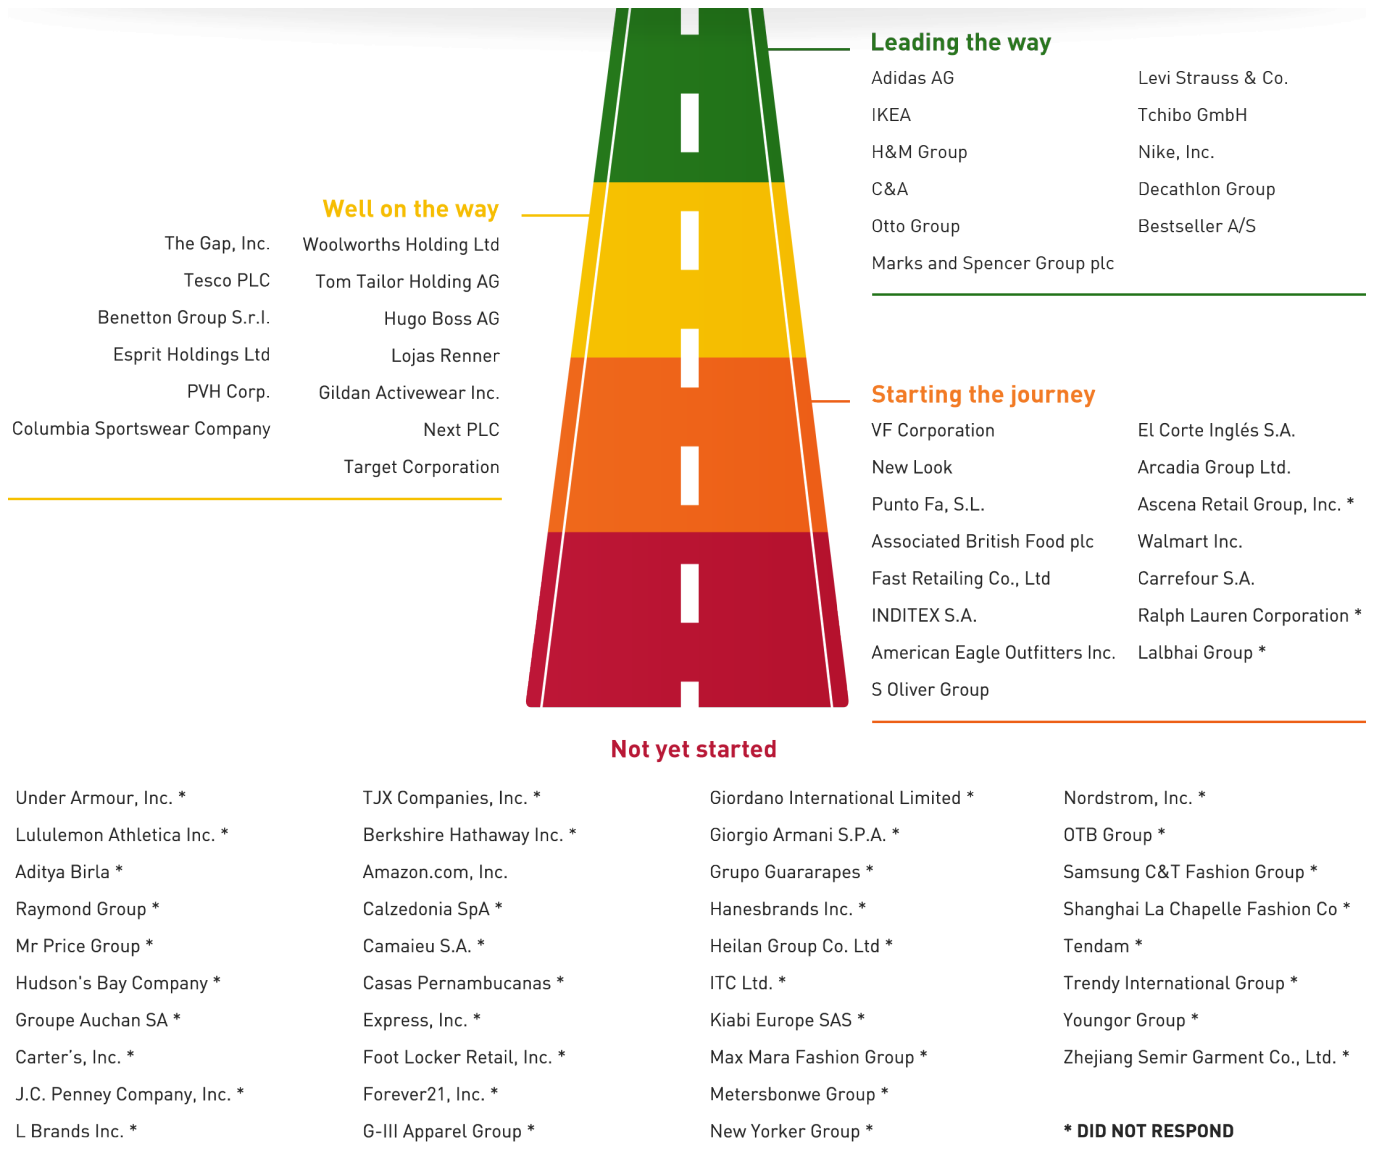 Leading the way
Adidas AG
IKEA
H&M Group
C&A
Otto Group
Marks and Spencer Group plc
Levi Strauss & Co.
Tchibo GmbH
Nike, Inc.
Decathlon Group
Bestseller A/S
Well on the way
The Gap, Inc.
Tesco PLC
Benetton Group S.r.l.
Esprit Holdings Ltd
PVH Corp.
Columbia Sportswear Company
Woolworths Holding Ltd
Tom Tailor Holding AG
Hugo Boss AG
Lojas Renner
Gildan Activewear Inc.
Next PLC
Target Corporation
Starting the journey
VF Corporation
New Look
Punto Fa, S.L.
Associated British Food plc
Fast Retailing Co., Ltd
INDITEX S.A.
American Eagle Outfitters Inc.
S Oliver Group
El Corte Inglés S.A.
Arcadia Group Ltd.
Ascena Retail Group, Inc. *
Walmart Inc.
Carrefour S.A.
Ralph Lauren Corporation *
Lalbhai Group *
Not yet started
Under Armour, Inc. *
Lululemon Athletica Inc. *
Aditya Birla *
Raymond Group *
Mr Price Group *
Hudson's Bay Company *
Groupe Auchan SA *
Carter’s, Inc. *
J.C. Penney Company, Inc. *
L Brands Inc. *
TJX Companies, Inc. *
Berkshire Hathaway Inc. *
Amazon.com, Inc.
Calzedonia SpA *
Camaieu S.A. *
Casas Pernambucanas *
Express, Inc. *
Foot Locker Retail, Inc. *
Forever21, Inc. *
G-III Apparel Group *
Giordano International Limited *
Giorgio Armani S.P.A. *
Grupo Guararapes *
Hanesbrands Inc. *
Heilan Group Co. Ltd *
ITC Ltd. *
Kiabi Europe SAS *
Max Mara Fashion Group *
Metersbonwe Group *
New Yorker Group *
Nordstrom, Inc. *
OTB Group *
Samsung C&T Fashion Group *
Shanghai La Chapelle Fashion Co *
Tendam *
Trendy International Group *
Youngor Group *
Zhejiang Semir Garment Co., Ltd. *
* DID NOT RESPOND